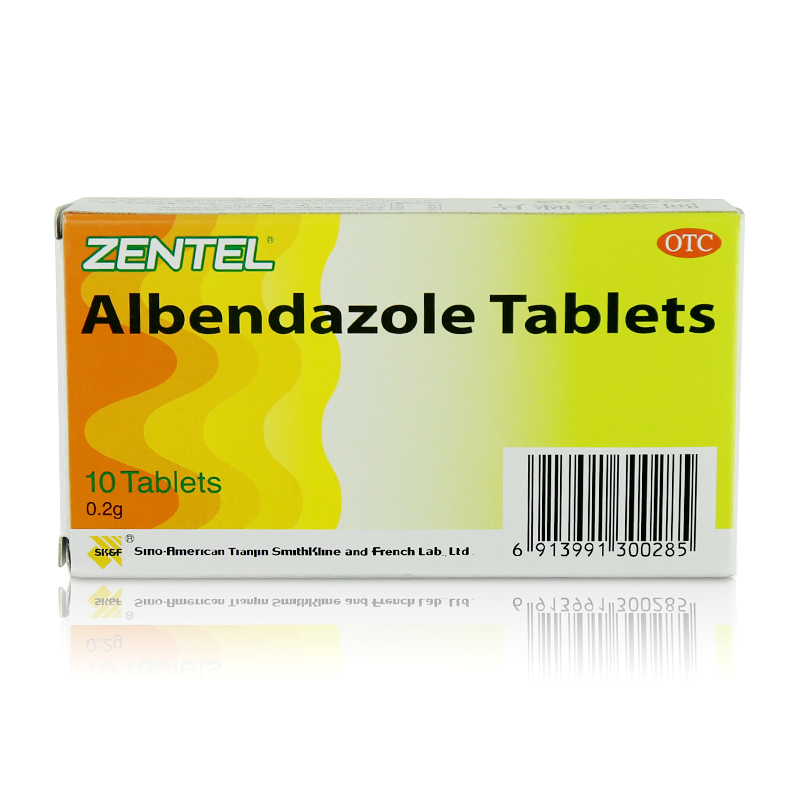 ZENTEL®
OTC
Albendazole Tablets
10 Tablets
0.2g
SK&F® Sino-American Tianjin SmithKline and French Lab., Ltd.
6 913991 300285